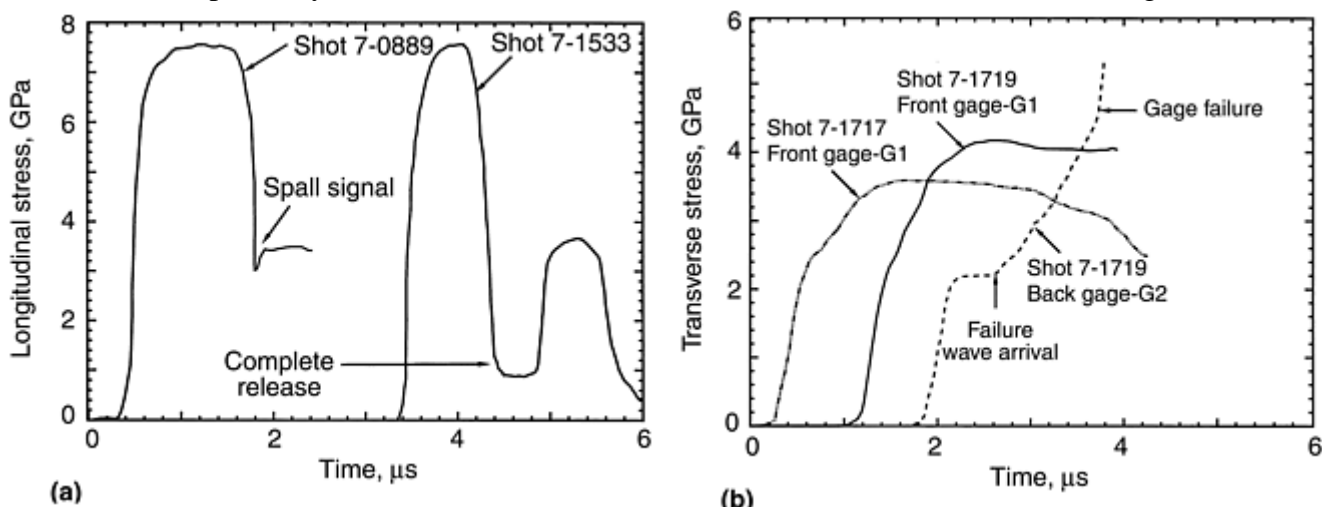 8
6
4
2
0
Longitudinal stress, GPa
Shot 7-0889
Shot 7-1533
Spall signal
Complete
release
0
2
4
6
Time, μs
(a)
6
4
2
0
Transverse stress, GPa
Shot 7-1719
Front gage-G1
Gage failure
Shot 7-1717
Front gage-G1
Shot 7-1719
Back gage-G2
Failure
wave arrival
0
2
4
6
Time, μs
(b)